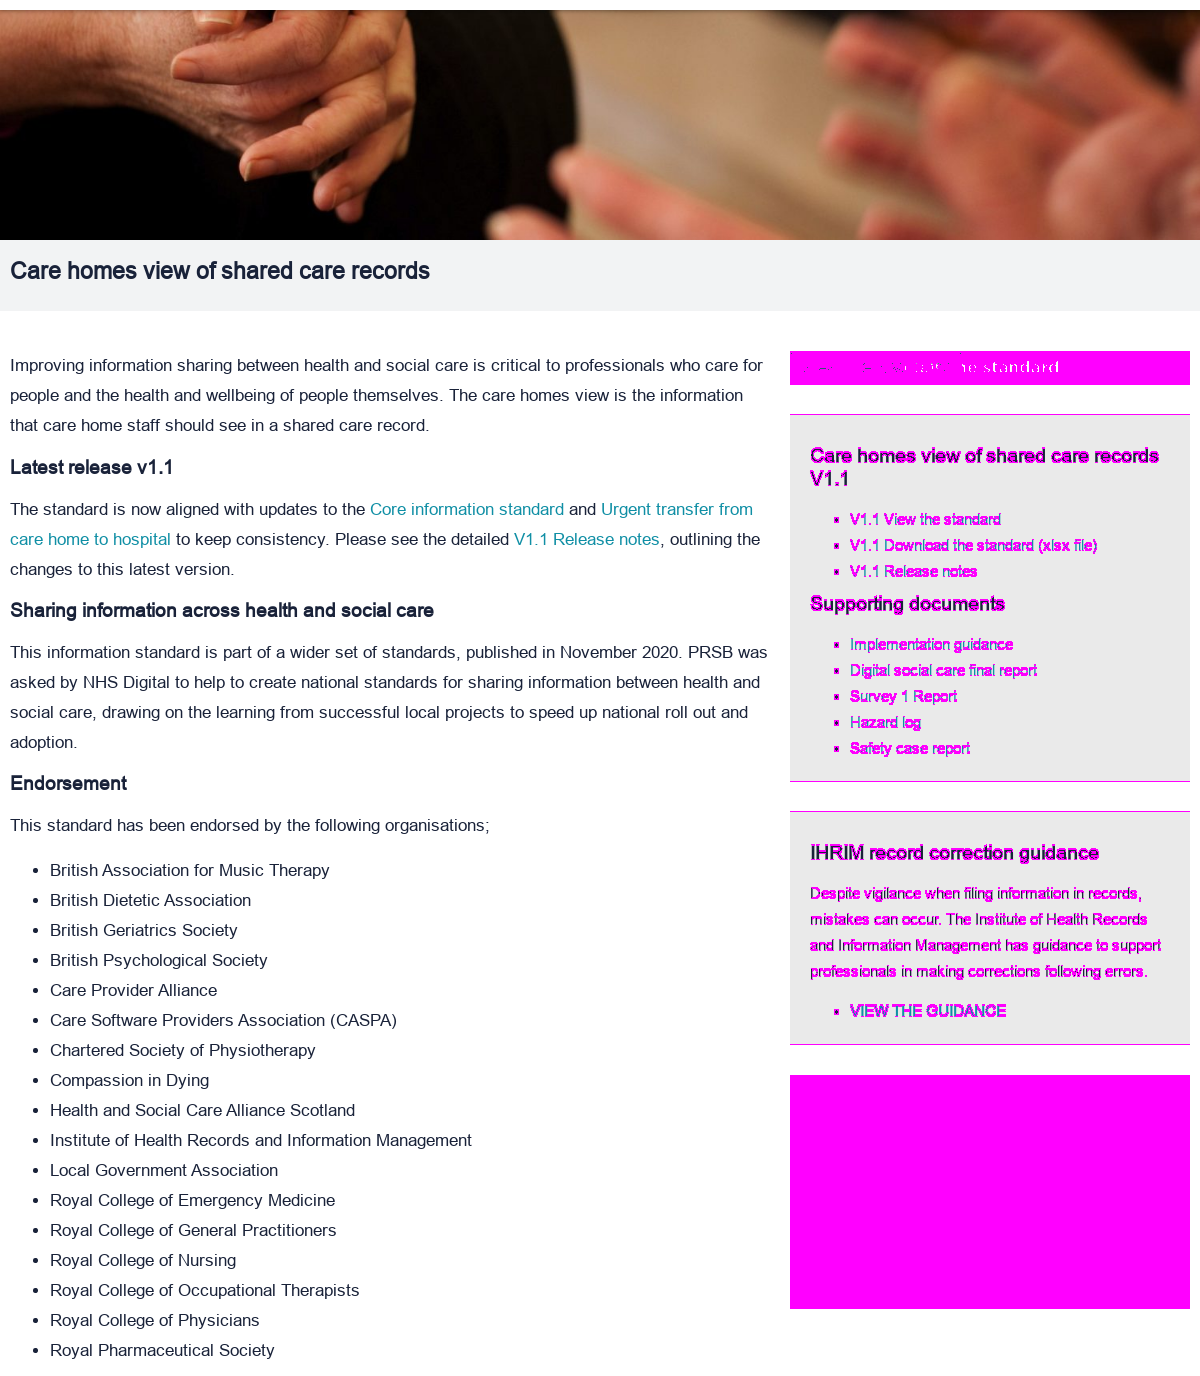 Care homes view of shared care records
Improving information sharing between health and social care is critical to professionals who care for
people and the health and wellbeing of people themselves. The care homes view is the information
that care home staff should see in a shared care record.
Latest release v1.1
The standard is now aligned with updates to the Core information standard and Urgent transfer from
care home to hospital to keep consistency. Please see the detailed V1.1 Release notes, outlining the
changes to this latest version.
Sharing information across health and social care
This information standard is part of a wider set of standards, published in November 2020. PRSB was
asked by NHS Digital to help to create national standards for sharing information between health and
social care, drawing on the learning from successful local projects to speed up national roll out and
adoption.
Endorsement
This standard has been endorsed by the following organisations;
• British Association for Music Therapy
• British Dietetic Association
• British Geriatrics Society
• British Psychological Society
• Care Provider Alliance
• Care Software Providers Association (CASPA)
• Chartered Society of Physiotherapy
• Compassion in Dying
• Health and Social Care Alliance Scotland
• Institute of Health Records and Information Management
• Local Government Association
• Royal College of Emergency Medicine
• Royal College of General Practitioners
• Royal College of Nursing
• Royal College of Occupational Therapists
• Royal College of Physicians
• Royal Pharmaceutical Society
standard
Care homes view of shared care records
V1.1
V1.1 View the standard
V1.1 Download the standard (xlsx file)
V1.1 Release notes
Supporting documents
Implementation guidance
Digital social care final report
Survey 1 Report
Hazard log
Safety case report
IHRIM record correction guidance
Despite vigilance when filing information in records,
mistakes can occur. The Institute of Health Records
and Information Management has guidance to support
professionals in making corrections following errors.
VIEW THE GUIDANCE